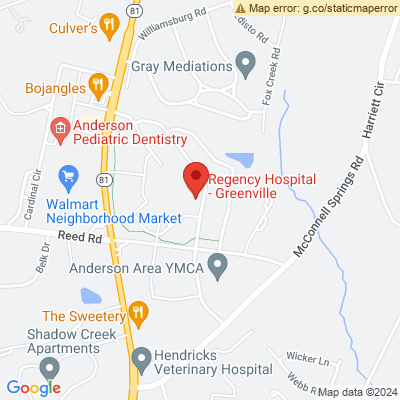 Map error: g.co/staticmaperror
Culver's
81
Williamsburg Rd
disto Rd
Gray Mediations
Fox Creek Rd
Harriett Cir
Bojangles
Anderson
Pediatric Dentistry
Cardinal Cir
81
Regency Hospital
- Greenville
Walmart
Neighborhood Market
McConnell Springs Rd
Reed Rd
Belk Dr
Anderson Area YMCA
The Sweetery
Shadow Creek
Apartments
Hendricks
Veterinary Hospital
Wicker Ln
Webb R
Google
Map data ©2024